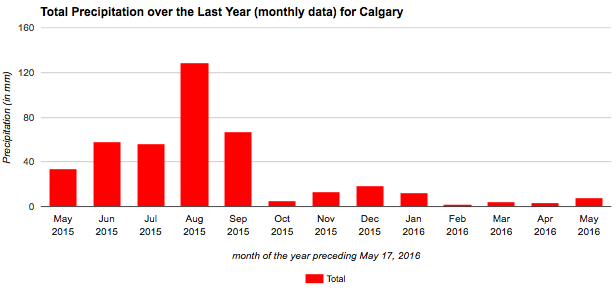 Total Precipitation over the Last Year (monthly data) for Calgary
Precipitation (in mm)
160
120
80
40
0
May Jun Jul Aug Sep Oct Nov Dec Jan Feb Mar Apr May
2015 2015 2015 2015 2015 2015 2015 2015 2016 2016 2016 2016 2016
month of the year preceding May 17, 2016
Total